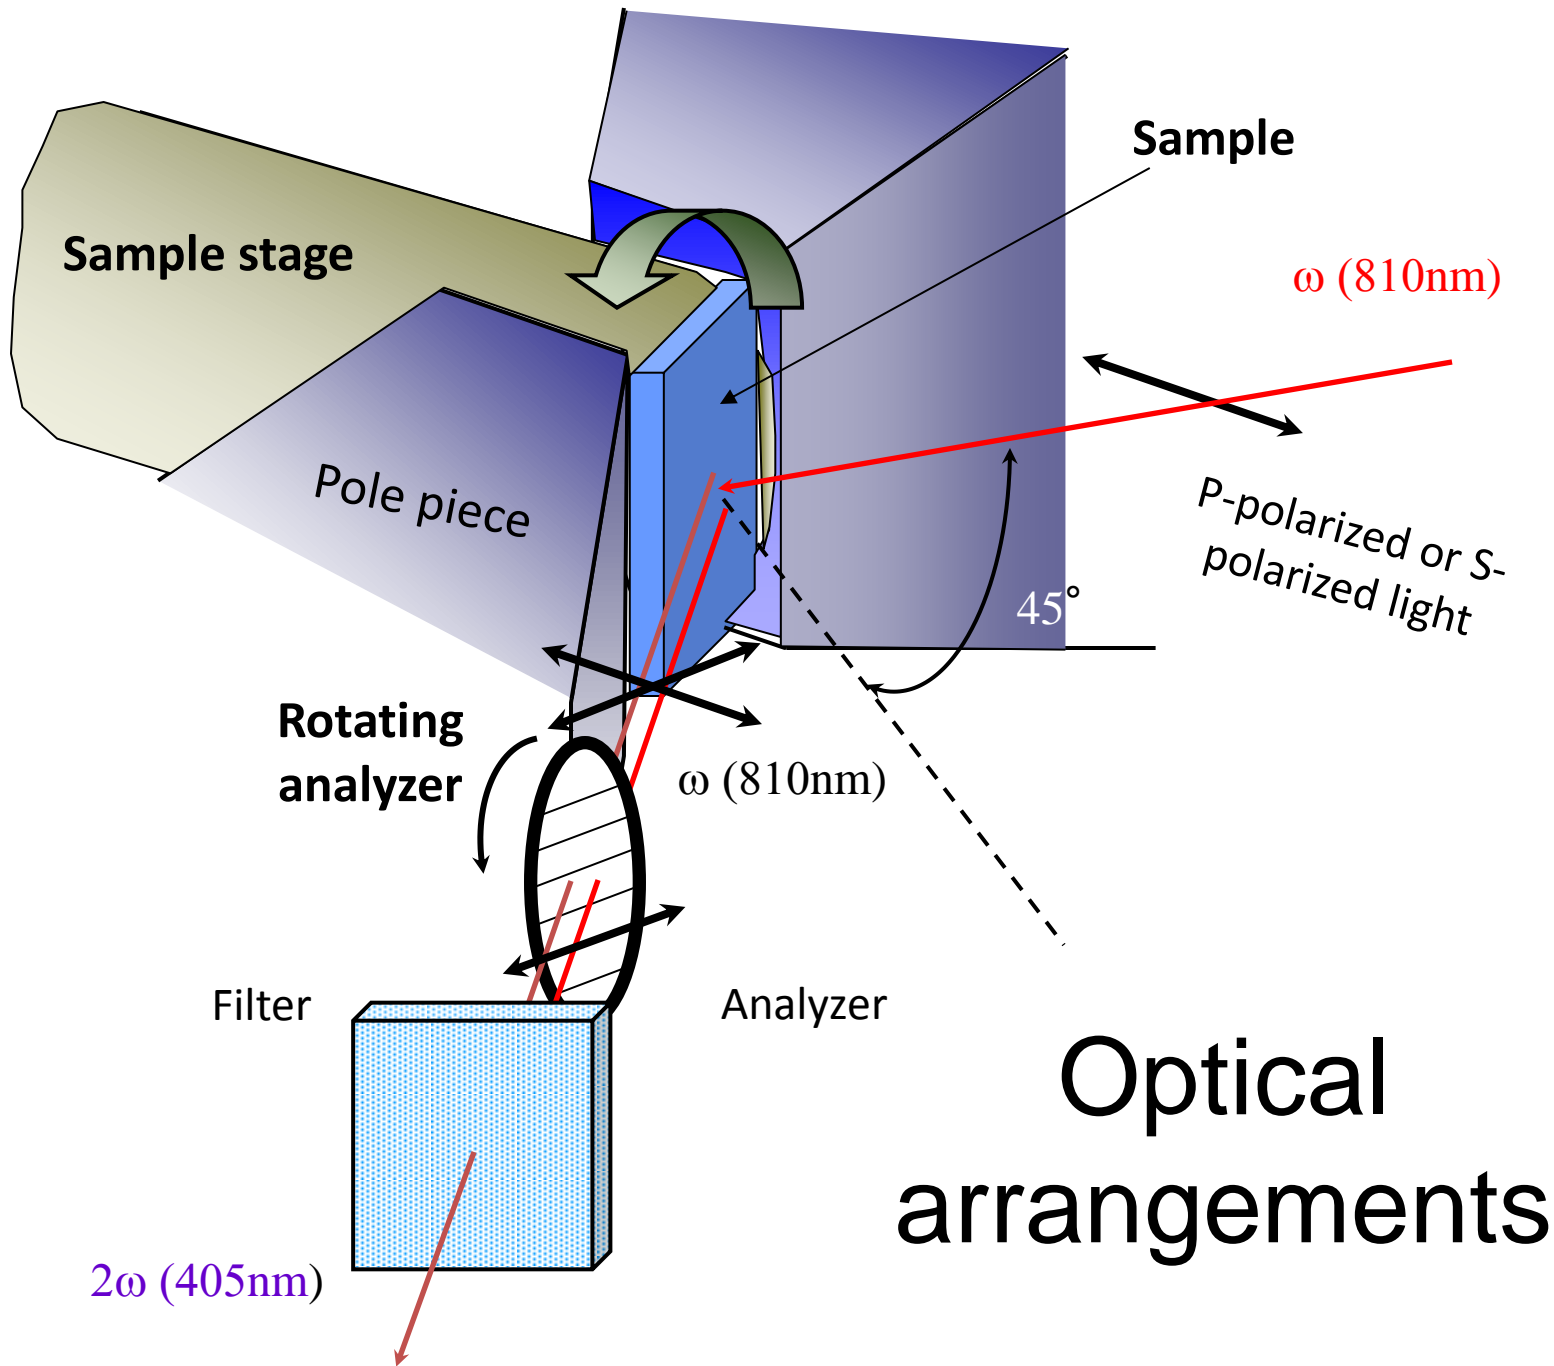 Sample
Sample stage
ω (810nm)
Pole piece
P-polarized or S-
polarized light
45°
Rotating
analyzer
ω (810nm)
Filter
Analyzer
Optical
arrangements
2ω (405nm)